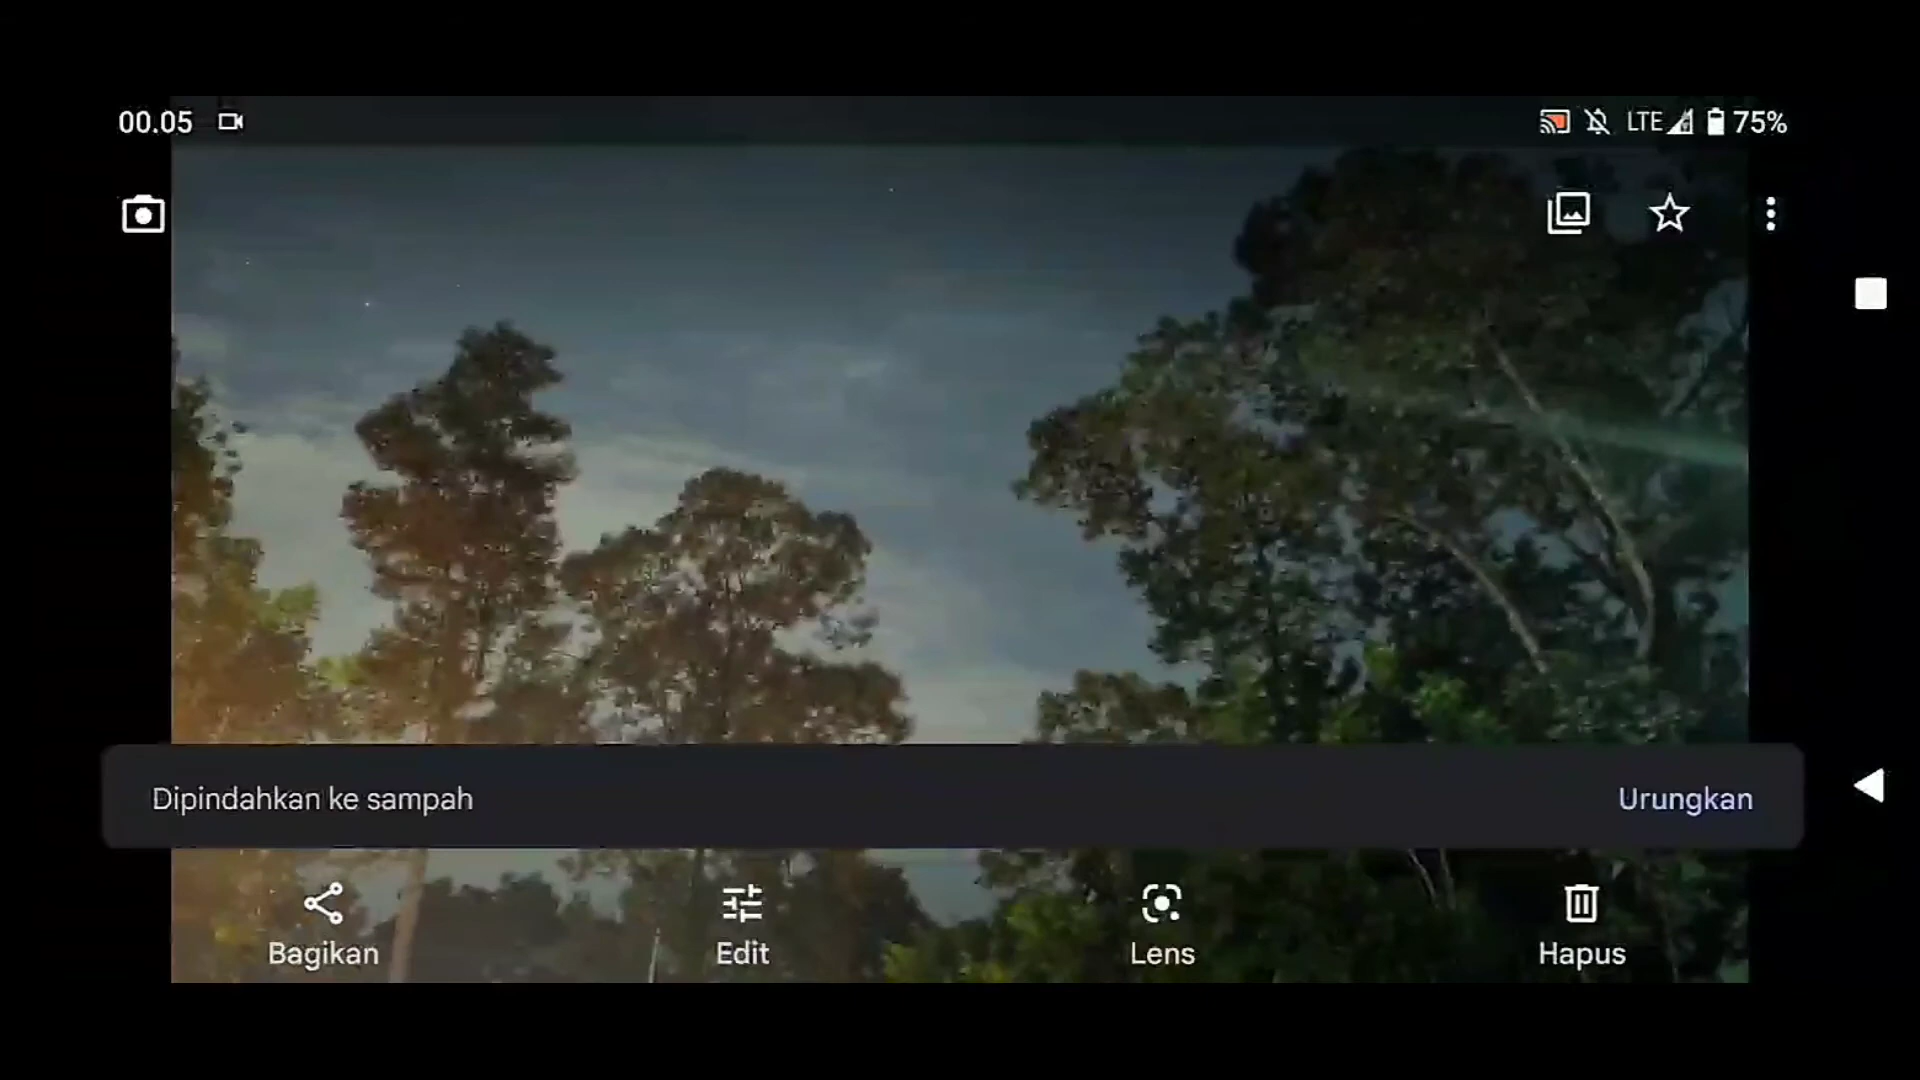 00.05
LTE 75%
Dipindahkan ke sampah
Urungkan
Bagikan
Edit
Lens
Hapus